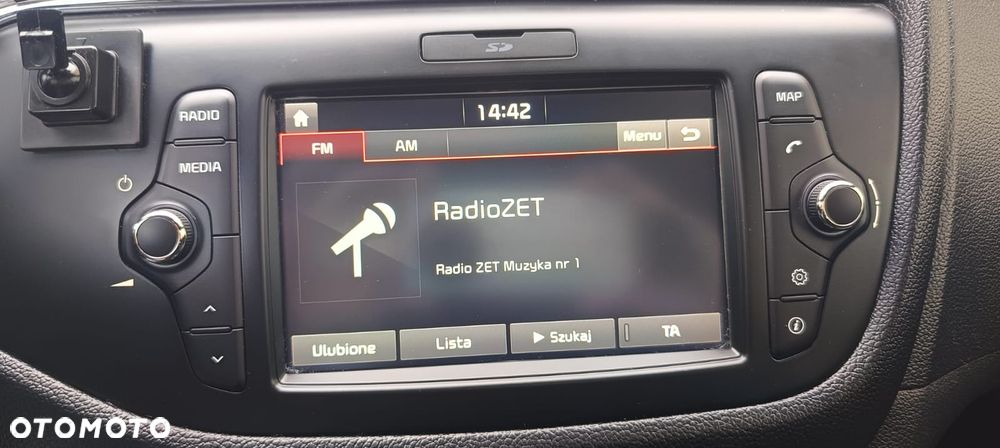 SD
RADIO
MEDIA
14:42
FM
AM
Menu
RadioZET
Radio ZET Muzyka nr 1
Ulubione
Lista
Szukaj
TA
MAP
OTOMOTO